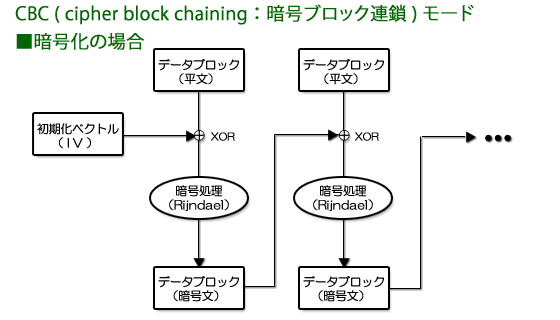 CBC ( cipher block chaining：暗号ブロック連鎖 ) モード
■暗号化の場合
データブロック
（平文）
データブロック
（平文）
初期化ベクトル
（ＩＶ）
XOR
XOR
暗号処理
（Rijndael）
暗号処理
（Rijndael）
データブロック
（暗号文）
データブロック
（暗号文）